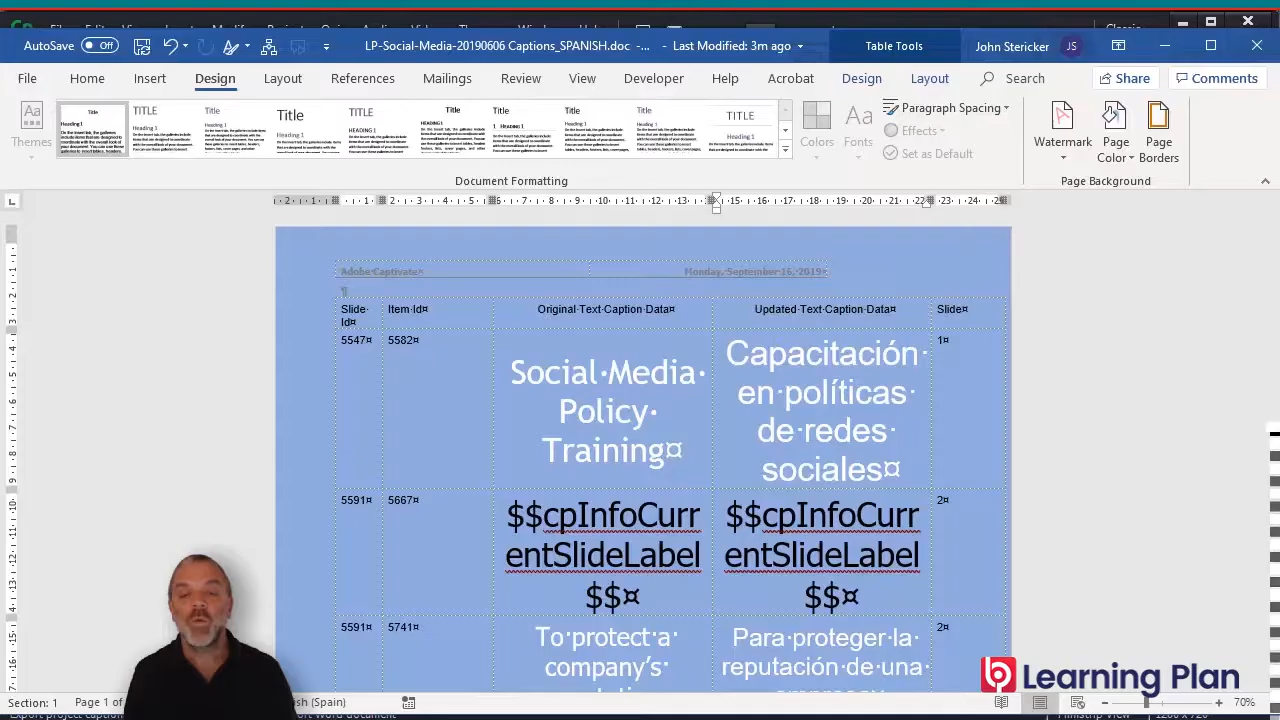 AutoSave Off LP-Social-Media-20190606 Captions_SPANISH.doc -... - Last Modified: 3m ago Table Tools John Stericker JS
File Home Insert Design Layout References Mailings Review View Developer Help Acrobat Design Layout Search Share Comments
Paragraph Spacing
Effects
Set as Default
Themes Colors Fonts Watermark Page Color Page Borders
Document Formatting Page Background
Adobe·Captivate¤ Monday,·September·16,·2019¤
¶
Slide· Item·Id¤ Original·Text·Caption·Data¤ Updated·Text·Caption·Data¤ Slide¤
Id¤
5547¤ 5582¤ 1¤
Social·Media·
Policy·
Training¤
Capacitación·
en·políticas·
de·redes·
sociales¤
5591¤ 5667¤ 2¤
$$cpInfoCurr
entSlideLabel
$$¤
$$cpInfoCurr
entSlideLabel
$$¤
5591¤ 5741¤ 2¤
To·protect·a·
company's·
Para·proteger·la·
reputación·de·una·
Learning Plan
Section: 1 Page 1 of (Spain) 70%